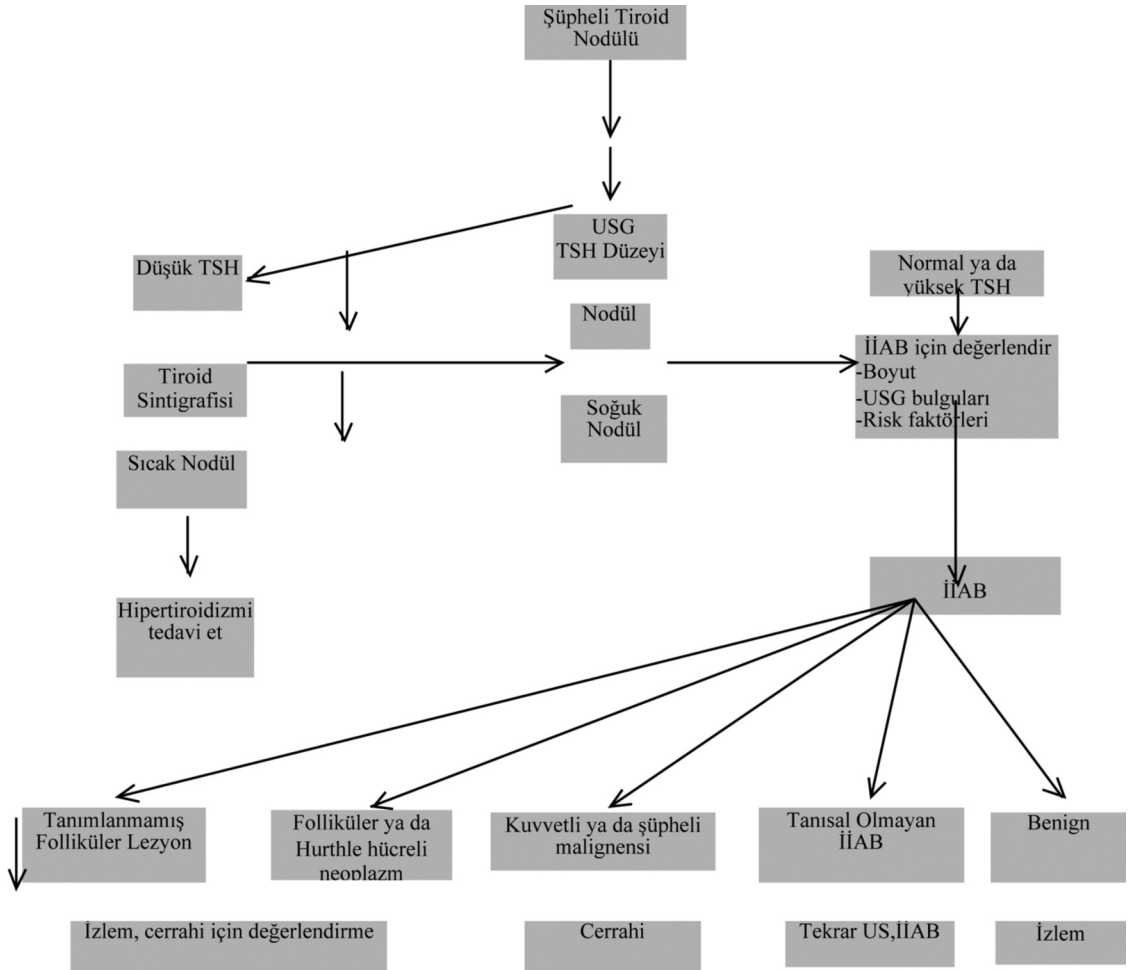 Şüpheli Tiroid
Nodülü
USG
TSH Düzeyi
Düşük TSH
Normal ya da
yüksek TSH
Nodül
İİAB için değerlendir
-Boyut
-USG bulguları
-Risk faktörleri
Tiroid
Sintigrafisi
Soğuk
Nodül
Sıcak Nodül
Hipertiroidizmi
tedavi et
İİAB
Tanımlanmamış
Folliküler Lezyon
Folliküler ya da
Hurthle hücreli
neoplazm
Kuvvetli ya da şüpheli
malignensi
Tanısal Olmayan
İİAB
Benign
İzlem, cerrahi için değerlendirme
Cerrahi
Tekrar US,İİAB
İzlem